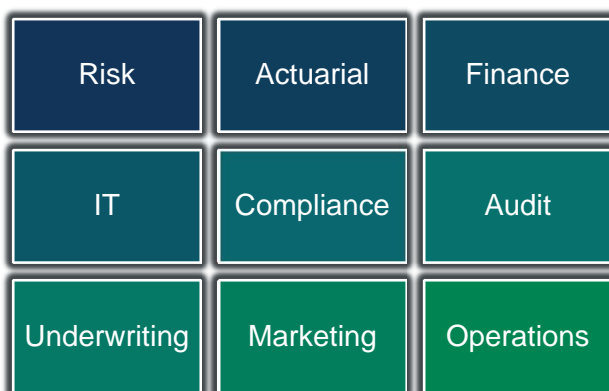 Risk
Actuarial
Finance
IT
Compliance
Audit
Underwriting
Marketing
Operations